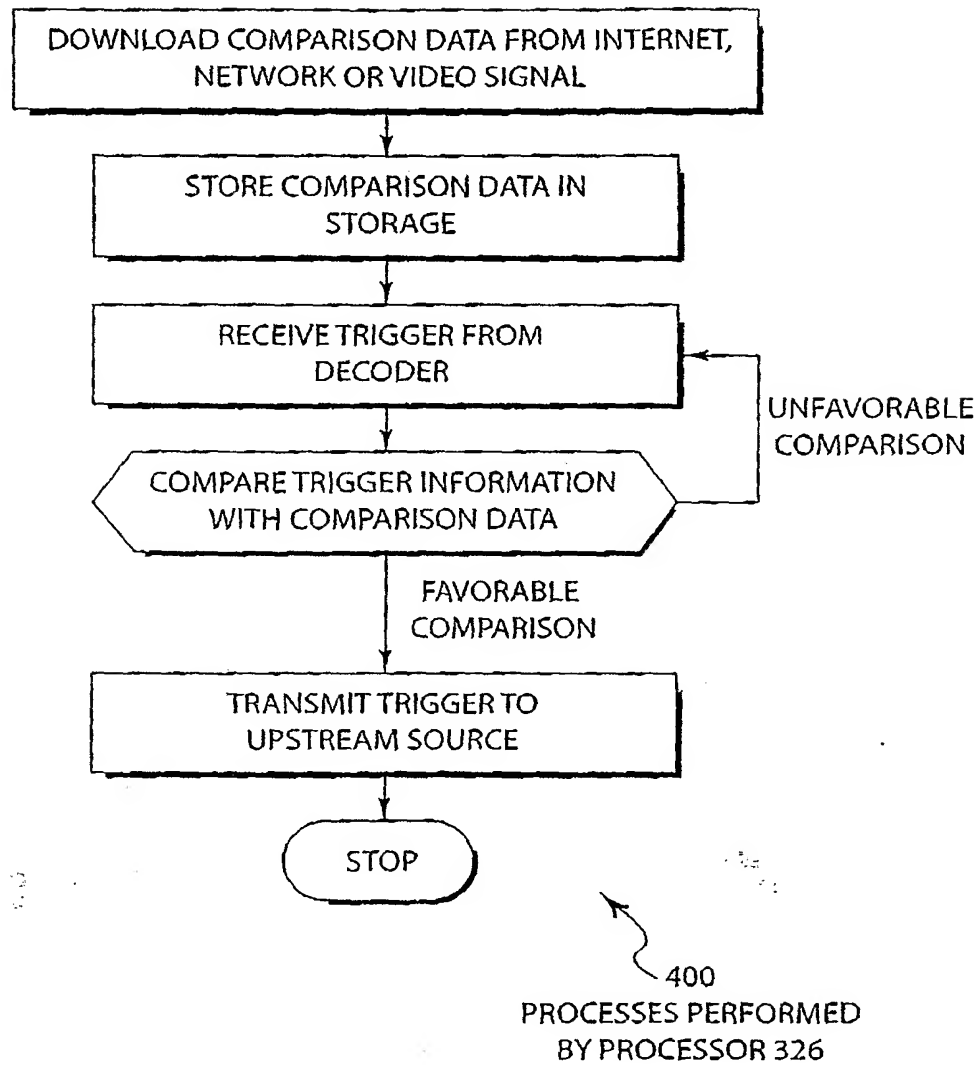 DOWNLOAD COMPARISON DATA FROM INTERNET,
NETWORK OR VIDEO SIGNAL
STORE COMPARISON DATA IN
STORAGE
RECEIVE TRIGGER FROM
DECODER
UNFAVORABLE
COMPARISON
COMPARE TRIGGER INFORMATION
WITH COMPARISON DATA
FAVORABLE
COMPARISON
TRANSMIT TRIGGER TO
UPSTREAM SOURCE
STOP
400
PROCESSES PERFORMED
BY PROCESSOR 326